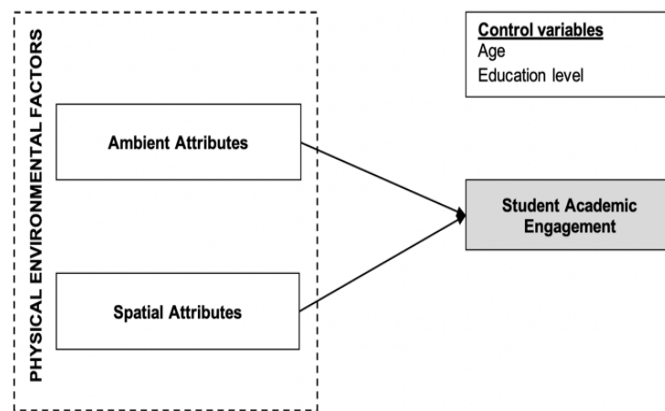 PHYSICAL ENVIRONMENTAL FACTORS
Ambient Attributes
Spatial Attributes
Control variables
Age
Education level
Student Academic
Engagement